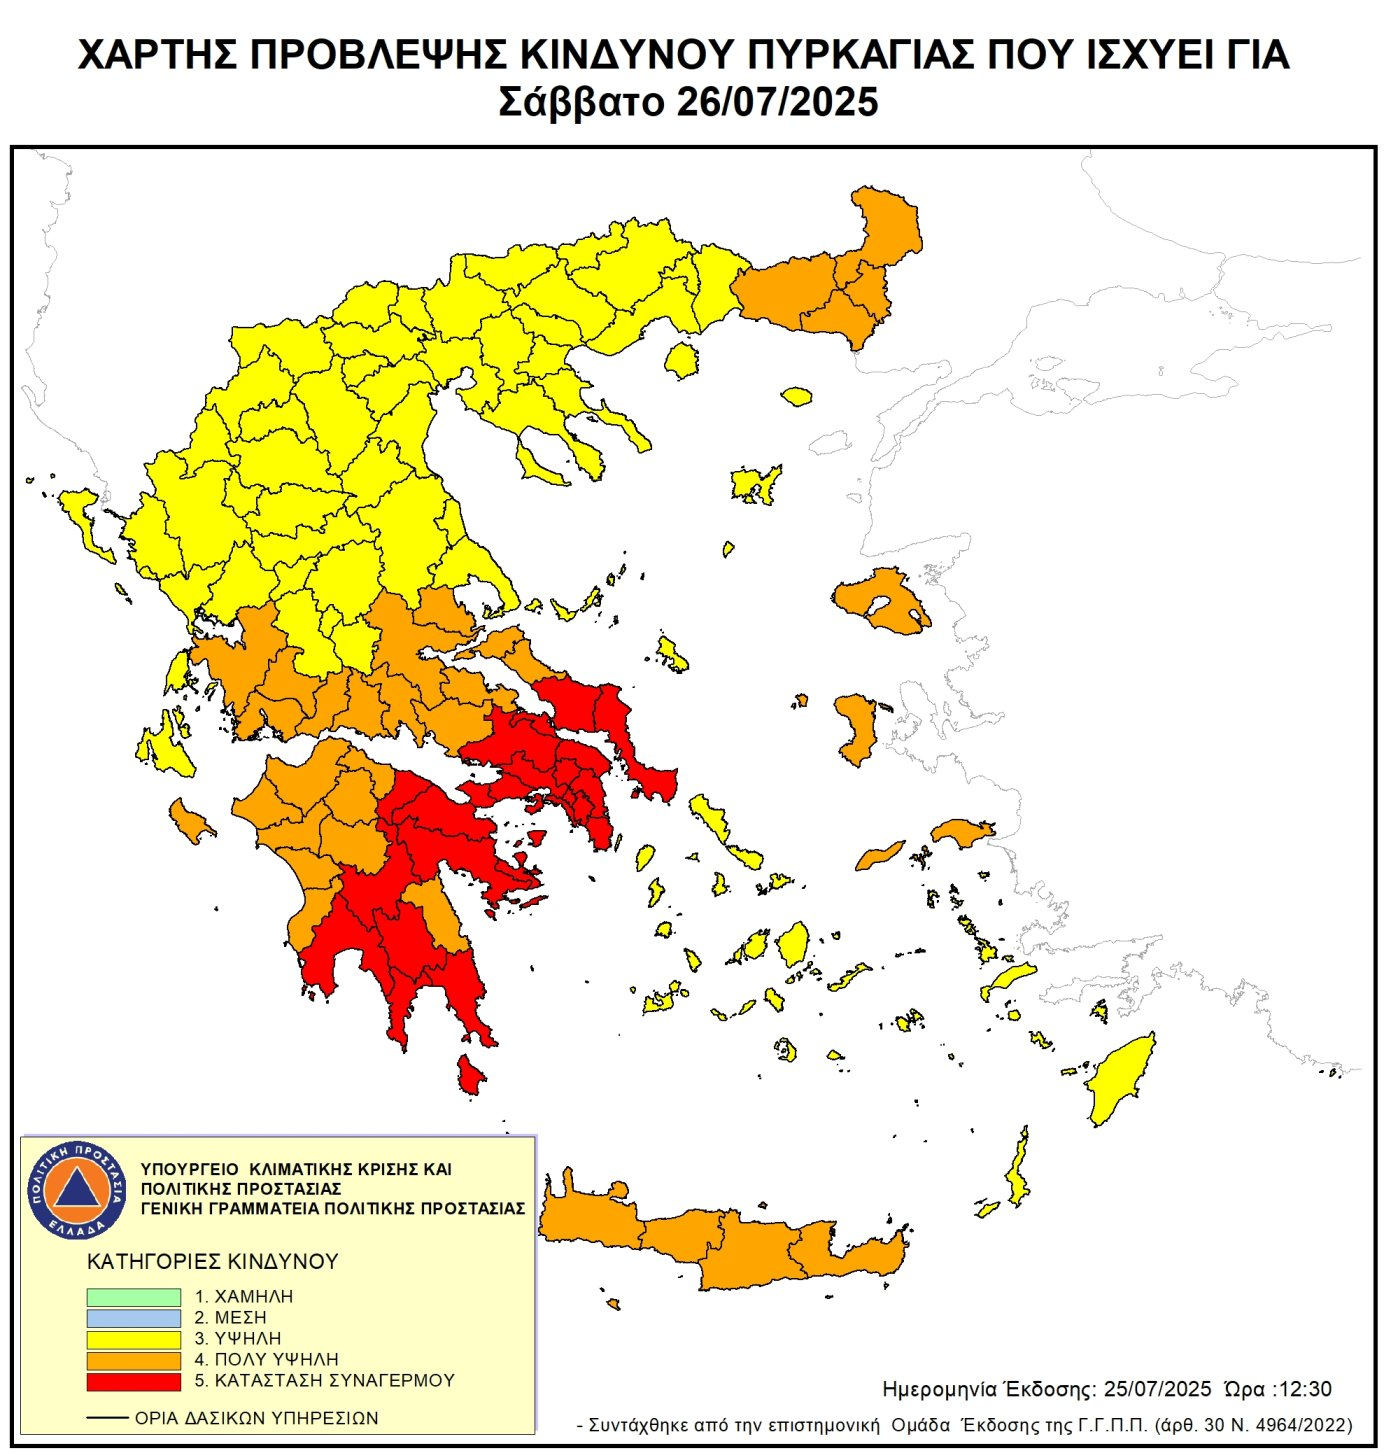 ΧΑΡΤΗΣ ΠΡΟΒΛΕΨΗΣ ΚΙΝΔΥΝΟΥ ΠΥΡΚΑΓΙΑΣ ΠΟΥ ΙΣΧΥΕΙ ΓΙΑ
Σάββατο 26/07/2025
ΠΟΛΙΤΙΚΗ ΠΡΟΣΤΑΣΙΑ
ΕΛΛΑΔΑ
ΥΠΟΥΡΓΕΙΟ ΚΛΙΜΑΤΙΚΗΣ ΚΡΙΣΗΣ ΚΑΙ
ΠΟΛΙΤΙΚΗΣ ΠΡΟΣΤΑΣΙΑΣ
ΓΕΝΙΚΗ ΓΡΑΜΜΑΤΕΙΑ ΠΟΛΙΤΙΚΗΣ ΠΡΟΣΤΑΣΙΑΣ
ΚΑΤΗΓΟΡΙΕΣ ΚΙΝΔΥΝΟΥ
1. ΧΑΜΗΛΗ
2. ΜΕΣΗ
3. ΥΨΗΛΗ
4. ΠΟΛΥ ΥΨΗΛΗ
5. ΚΑΤΑΣΤΑΣΗ ΣΥΝΑΓΕΡΜΟΥ
ΟΡΙΑ ΔΑΣΙΚΩΝ ΥΠΗΡΕΣΙΩΝ
Ημερομηνία Έκδοσης: 25/07/2025 Ώρα :12:30
- Συντάχθηκε από την επιστημονική Ομάδα Έκδοσης της Γ.Γ.Π.Π. (άρθ. 30 Ν. 4964/2022)